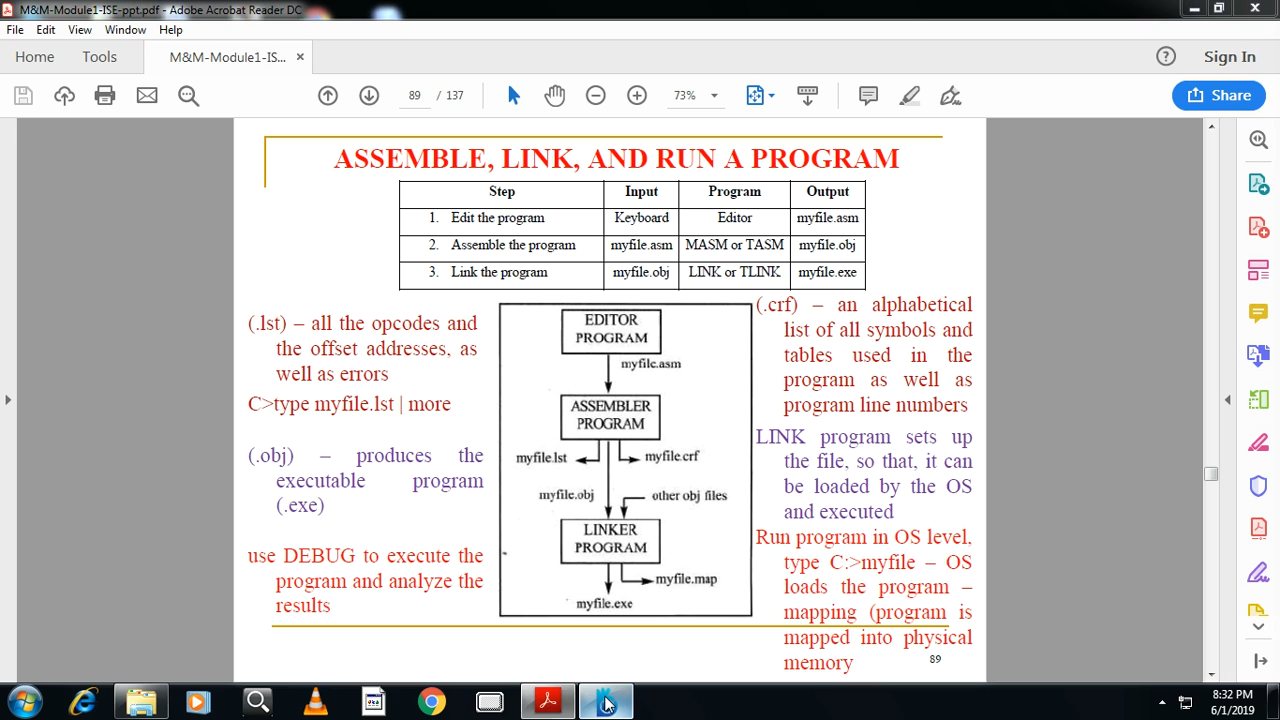 M&M-Module1-ISE-ppt.pdf - Adobe Acrobat Reader DC
File Edit View Window Help
Home Tools M&M-Module1-IS... × Sign In
89 / 137 73% Share
ASSEMBLE, LINK, AND RUN A PROGRAM
Step Input Program Output
1. Edit the program Keyboard Editor myfile.asm
2. Assemble the program myfile.asm MASM or TASM myfile.obj
3. Link the program myfile.obj LINK or TLINK myfile.exe
(.lst) – all the opcodes and
the offset addresses, as
well as errors
C>type myfile.lst | more
(.obj) – produces the
executable program
(.exe)
use DEBUG to execute the
program and analyze the
results
EDITOR
PROGRAM
myfile.asm
ASSEMBLER
PROGRAM
myfile.lst myfile.crf
myfile.obj other obj files
LINKER
PROGRAM
myfile.map
myfile.exe
(.crf) – an alphabetical
list of all symbols and
tables used in the
program as well as
program line numbers
LINK program sets up
the file, so that, it can
be loaded by the OS
and executed
Run program in OS level,
type C:>myfile – OS
loads the program –
mapping (program is
mapped into physical
memory
89
8:32 PM
6/1/2019